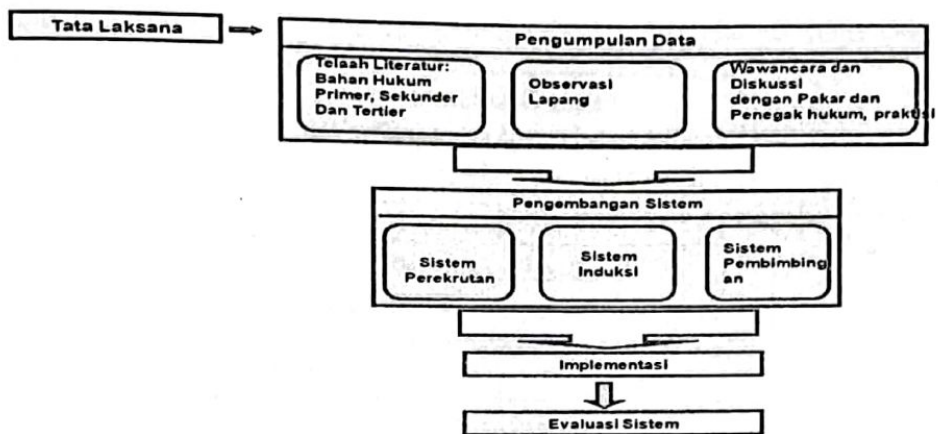 Tata Laksana
Pengumpulan Data
Telaah Literatur:
Bahan Hukum
Primer, Sekunder
Dan Tertier
Observasi
Lapang
Wawancara dan
Diskusi
dengan Pakar dan
Penegak hukum, praktisi
Pengembangan Sistem
Sistem
Perekrutan
Sistem
Induksi
Sistem
Pembimbing
an
Implementasi
Evaluasi Sistem